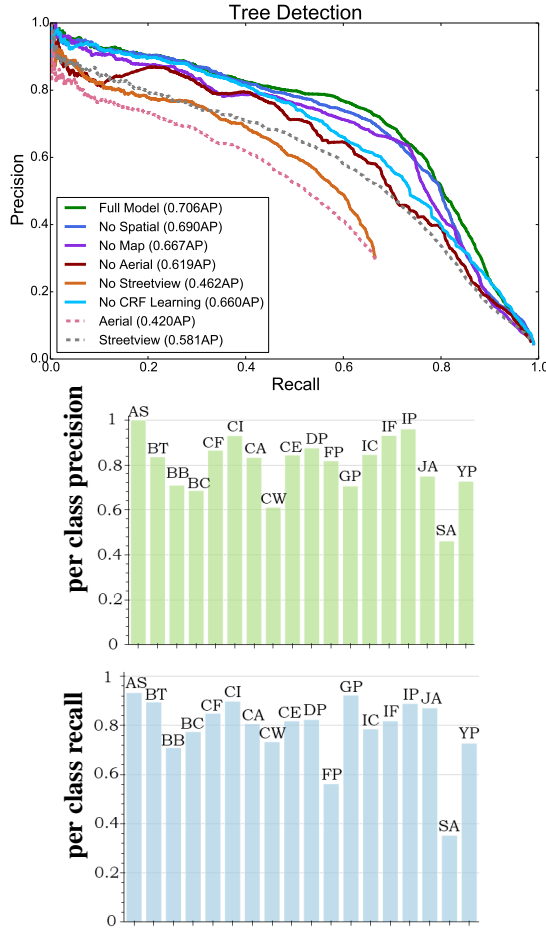 Tree Detection
1.0
0.8
0.6
0.4
0.2
0.0
Precision
Full Model (0.706AP)
No Spatial (0.690AP)
No Map (0.667AP)
No Aerial (0.619AP)
No Streetview (0.462AP)
No CRF Learning (0.660AP)
Aerial (0.420AP)
Streetview (0.581AP)
0.0 0.2 0.4 0.6 0.8 1.0
Recall
per class precision
1
0.8
0.6
0.4
0.2
0
AS BT BB BC CF CI CA CW CE DP FP GP IC IF IP JA SA YP
per class recall
1
0.8
0.6
0.4
0.2
0
AS BT BB BC CF CI CA CW CE DP FP GP IC IF IP JA SA YP